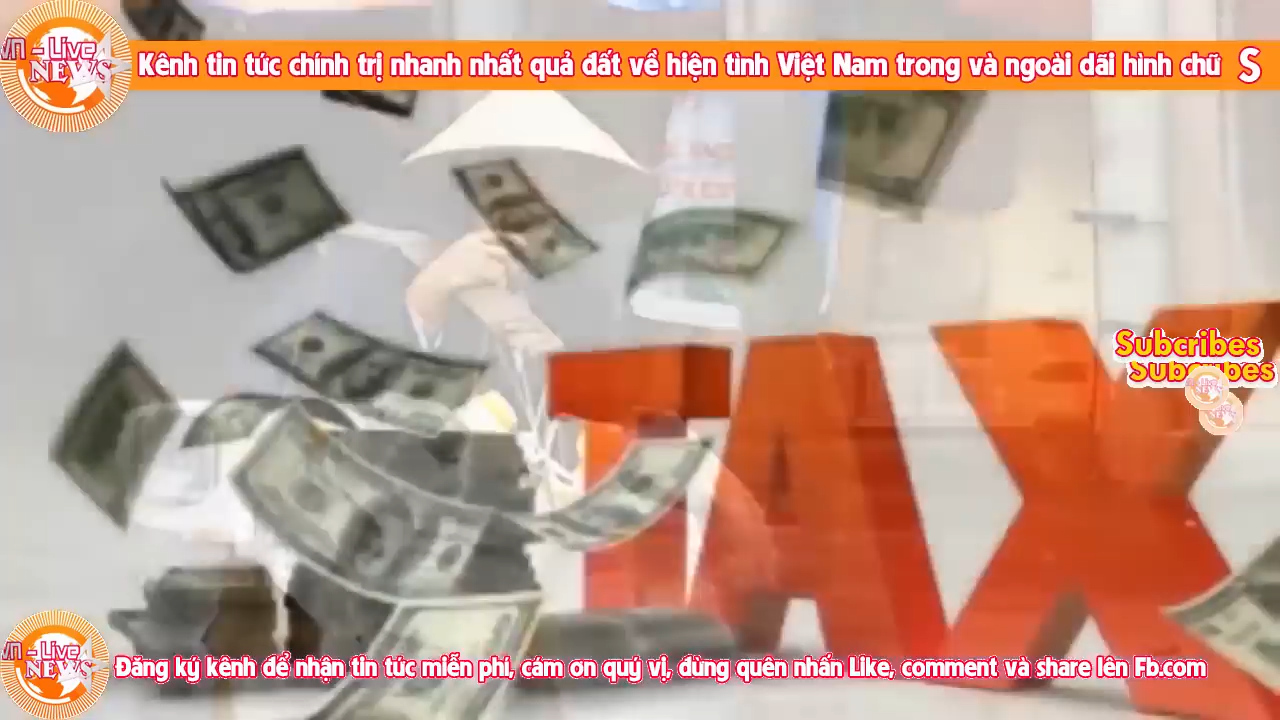 VN - Live
NEWS
Kênh tin tức chính trị nhanh nhất quả đất về hiện tình Việt Nam trong và ngoài dãi hình chữ S
TAX
Subcribes
Subcribes
VN - Live
NEWS
Đăng ký kênh để nhận tin tức miễn phí, cám ơn quý vị, đừng quên nhấn Like, comment và share lên Fb.com